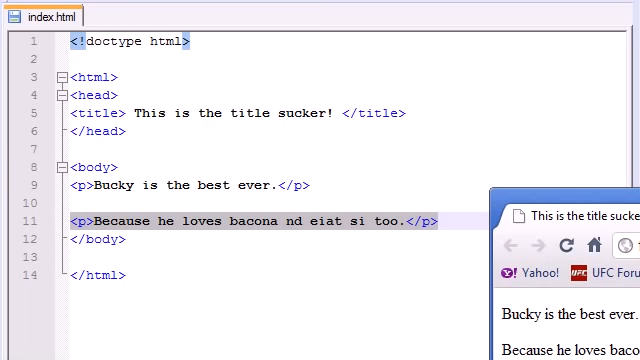 index.html
1 <!doctype html>
2
3 <html>
4 <head>
5 <title> This is the title sucker! </title>
6 </head>
7
8 <body>
9 <p>Bucky is the best ever.</p>
10
11 <p>Because he loves bacona nd eiat si too.</p>
12 </body>
13
14 </html>
This is the title sucke
Yahoo! UFC UFC Foru
Bucky is the best ever.
Because he loves baco